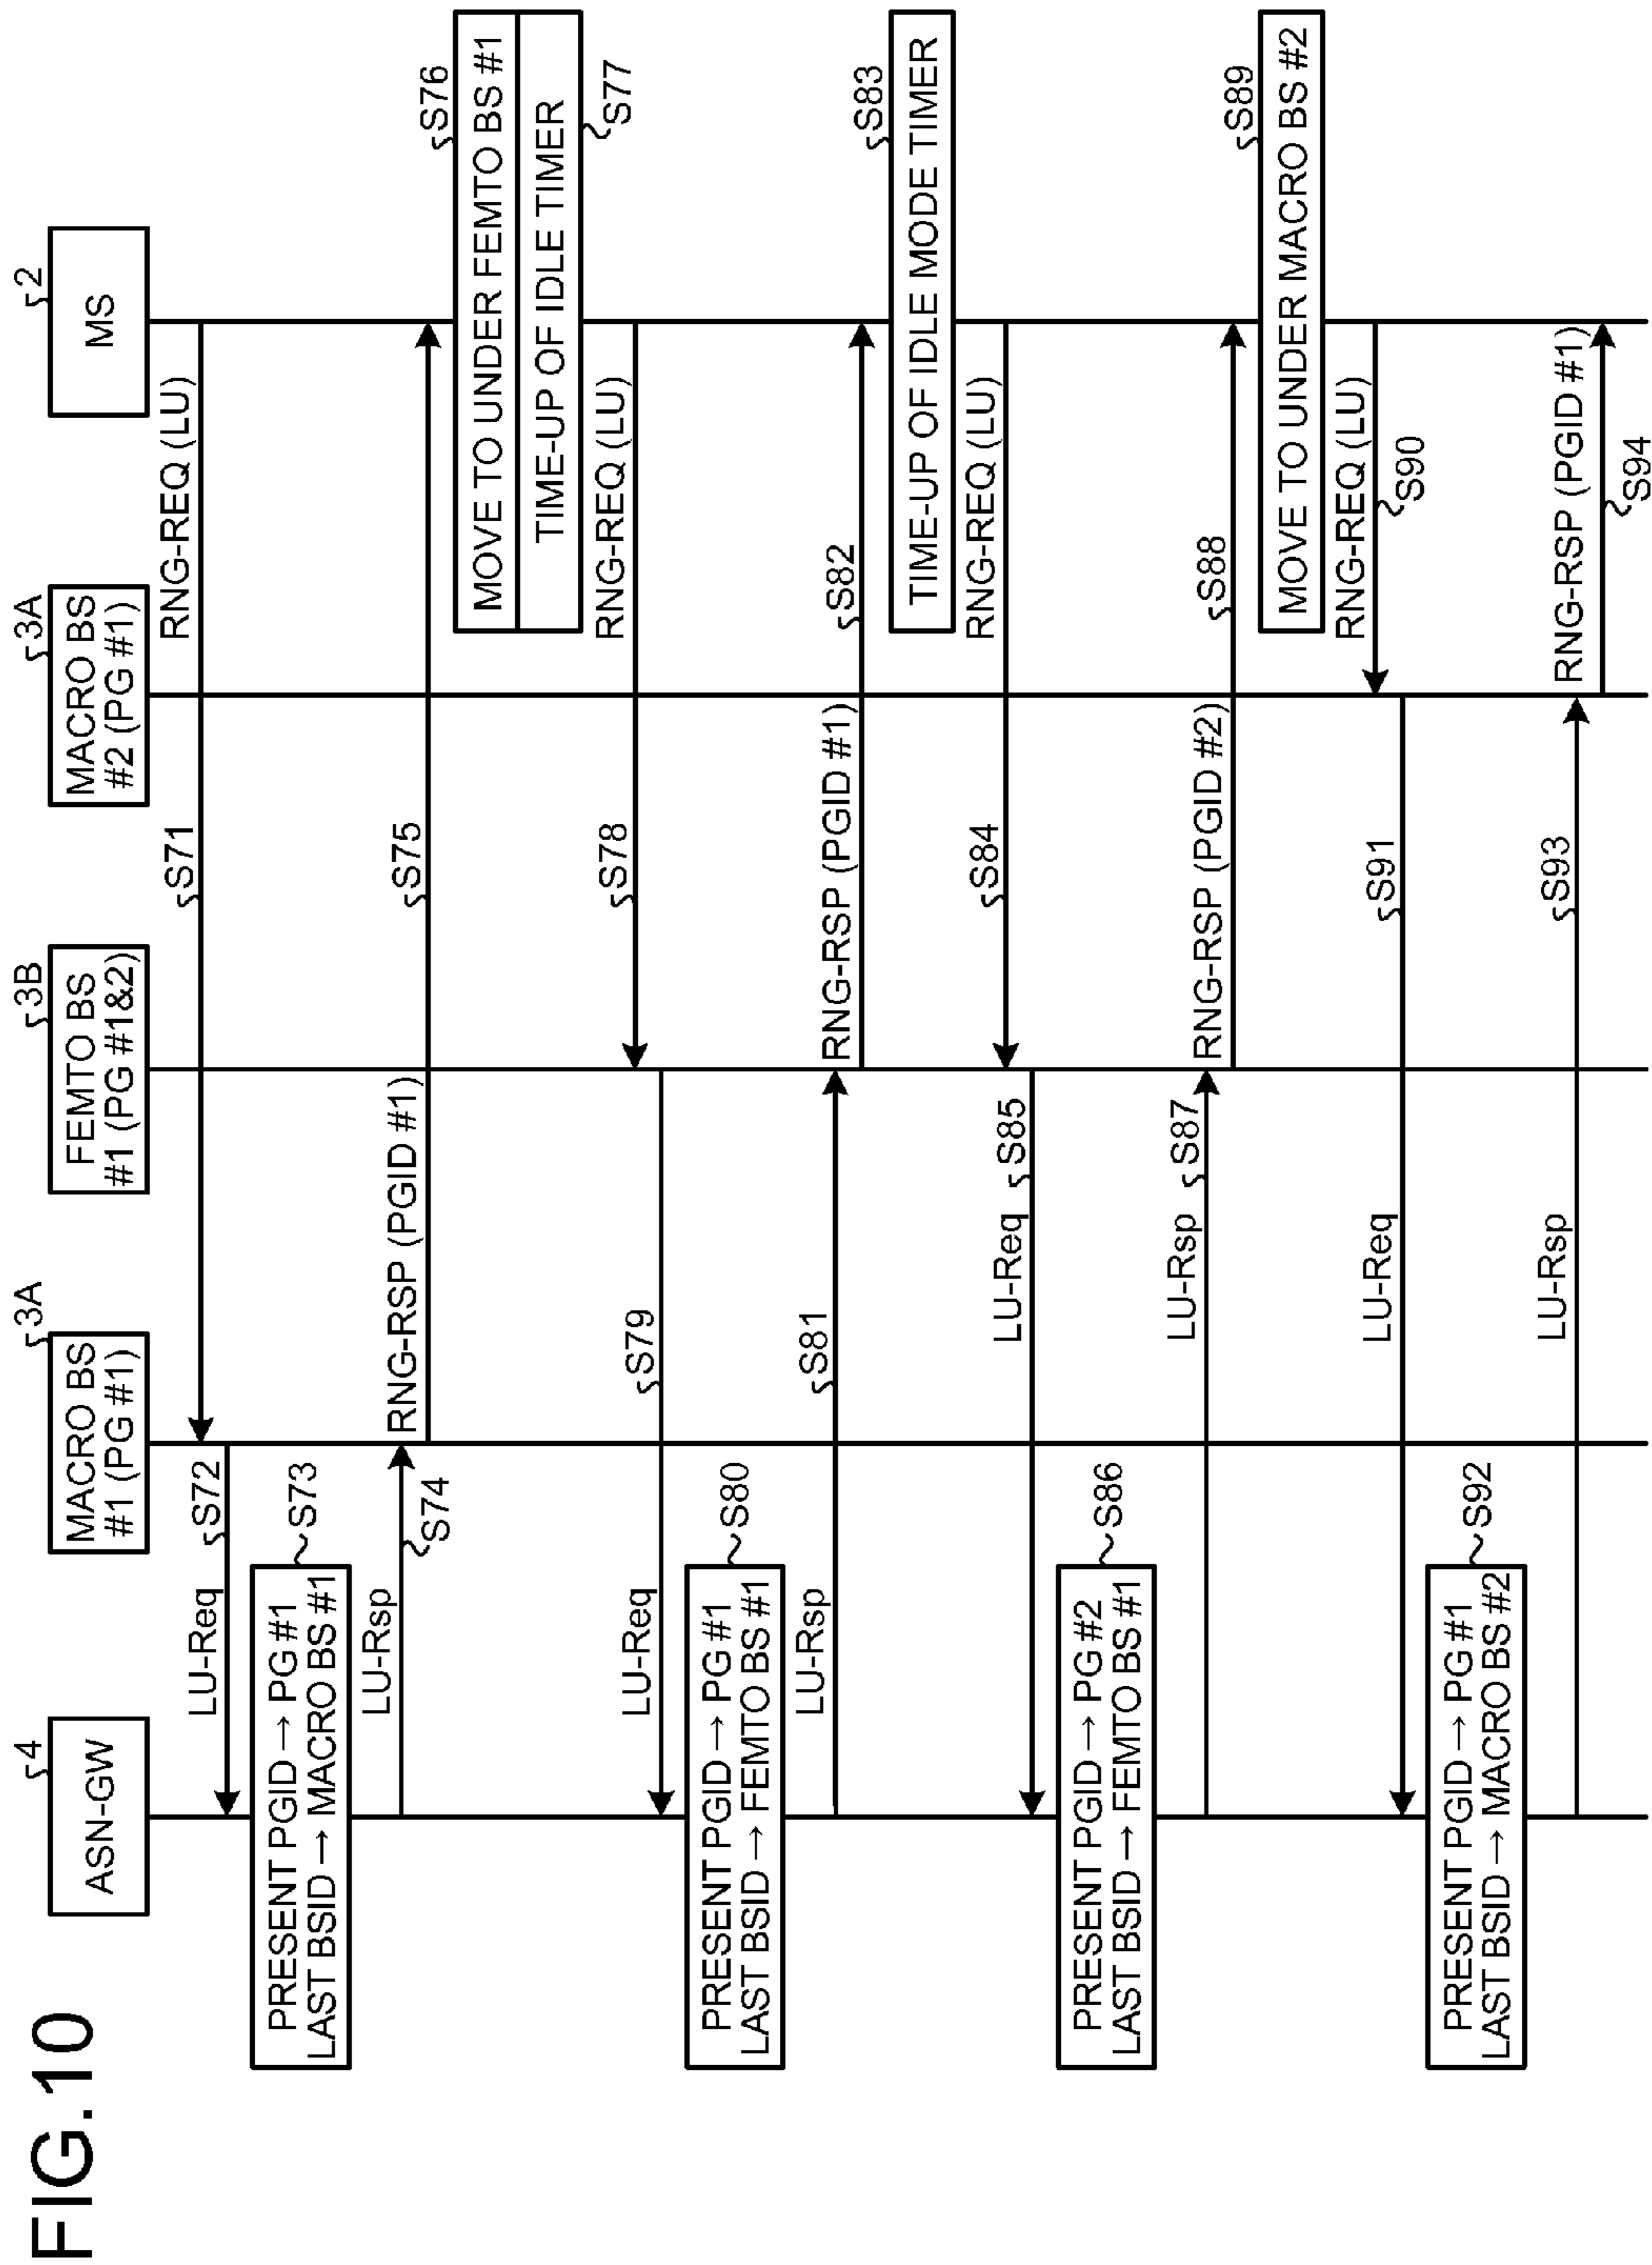 FIG.10
4
ASN-GW
3A
MACRO BS
#1 (PG #1)
3B
FEMTO BS
#1 (PG #1&2)
3A
MACRO BS
#2 (PG #1)
2
MS
RNG-REQ (LU)
S71
LU-Req
S72
PRESENT PGID → PG #1
LAST BSID → MACRO BS #1
S73
LU-Rsp
S74
RNG-RSP (PGID #1)
S75
S76
MOVE TO UNDER FEMTO BS #1
TIME-UP OF IDLE TIMER
S77
RNG-REQ (LU)
S78
LU-Req
S79
PRESENT PGID → PG #1
LAST BSID → FEMTO BS #1
S80
LU-Rsp
S81
RNG-RSP (PGID #1)
S82
S83
TIME-UP OF IDLE MODE TIMER
RNG-REQ (LU)
S84
LU-Req
S85
PRESENT PGID → PG #2
LAST BSID → FEMTO BS #1
S86
LU-Rsp
S87
RNG-RSP (PGID #2)
S88
S89
MOVE TO UNDER MACRO BS #2
RNG-REQ (LU)
S90
LU-Req
S91
PRESENT PGID → PG #1
LAST BSID → MACRO BS #2
S92
LU-Rsp
S93
RNG-RSP (PGID #1)
S94